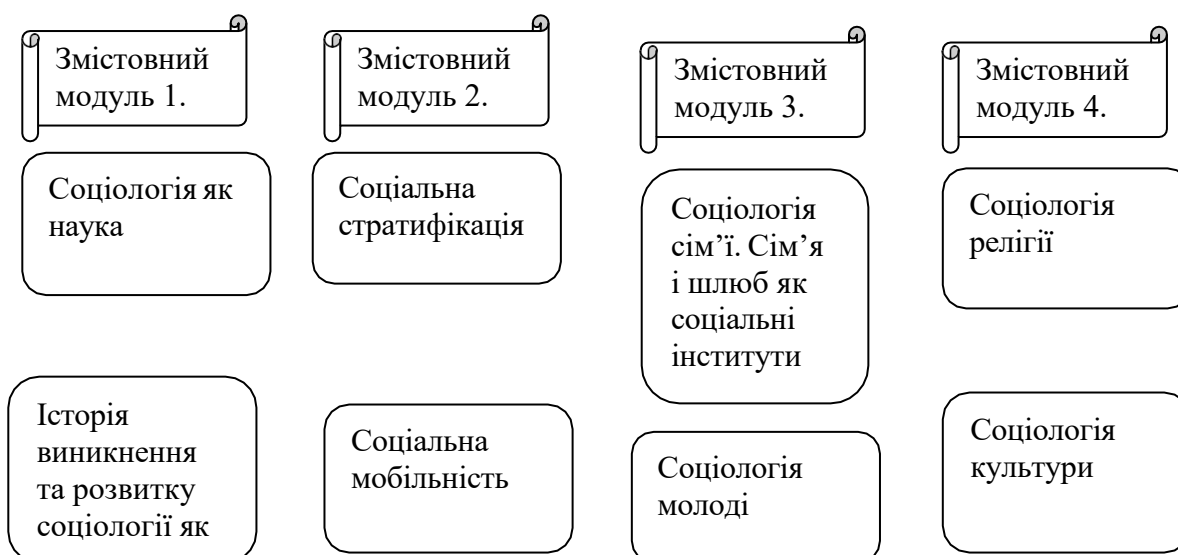 Змістовний
модуль 1.
Змістовний
модуль 2.
Змістовний
модуль 3.
Змістовний
модуль 4.
Соціологія як
наука
Соціальна
стратифікація
Соціологія
сім’ї. Сім’я
і шлюб як
соціальні
інститути
Соціологія
релігії
Історія
виникнення
та розвитку
соціології як
Соціальна
мобільність
Соціологія
молоді
Соціологія
культури